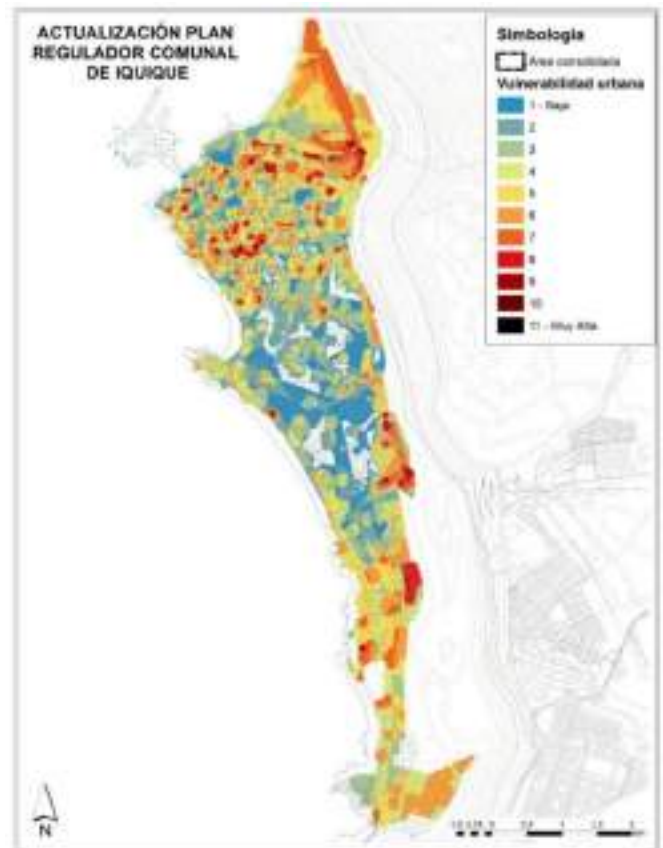 ACTUALIZACIÓN PLAN
REGULADOR COMUNAL
DE IQUIQUE
Simbología
Área consolidada
Vulnerabilidad urbana
1 - Baja
2
3
4
5
6
7
8
9
10
11 - Muy Alta
N